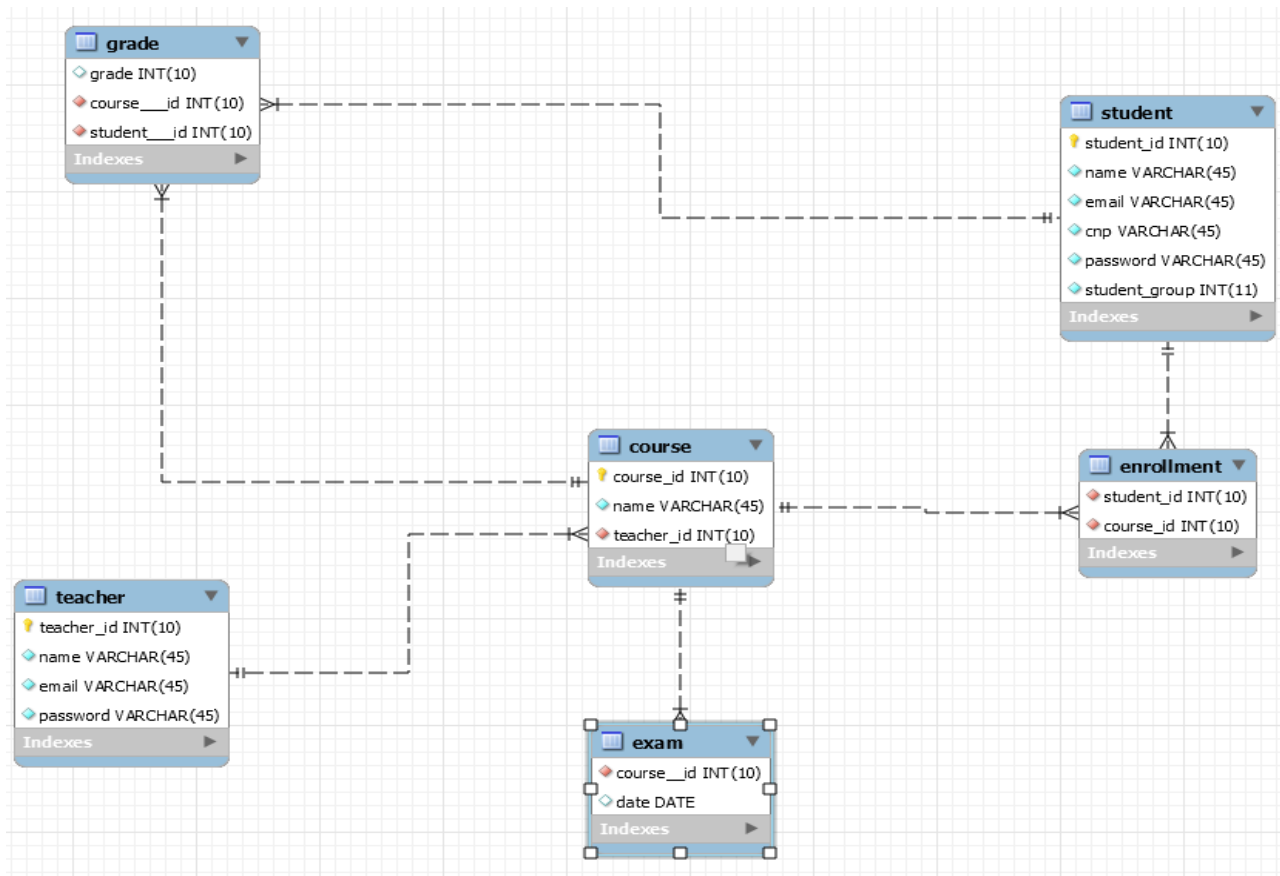 grade
grade INT(10)
course___id INT(10)
student___id INT(10)
Indexes
student
student_id INT(10)
name VARCHAR(45)
email VARCHAR(45)
cnp VARCHAR(45)
password VARCHAR(45)
student_group INT(11)
Indexes
course
course_id INT(10)
name VARCHAR(45)
teacher_id INT(10)
Indexes
enrollment
student_id INT(10)
course_id INT(10)
Indexes
teacher
teacher_id INT(10)
name VARCHAR(45)
email VARCHAR(45)
password VARCHAR(45)
Indexes
exam
course__id INT(10)
date DATE
Indexes